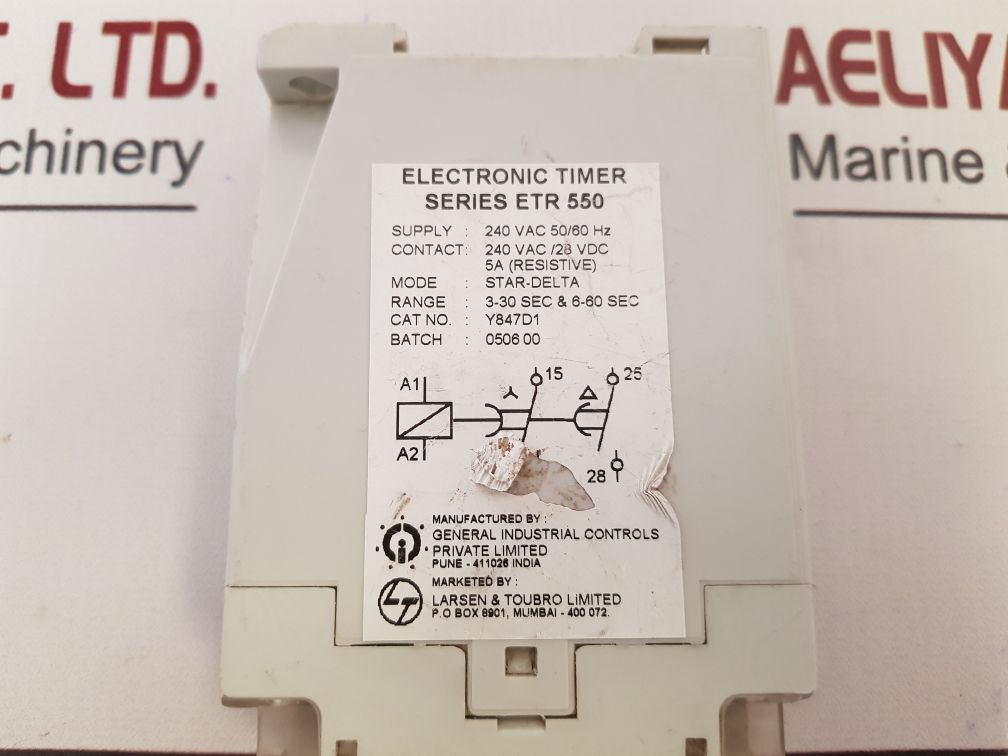 . LTD.
chinery
AELIY
Marine &
ELECTRONIC TIMER
SERIES ETR 550
SUPPLY : 240 VAC 50/60 Hz
CONTACT: 240 VAC /28 VDC
5A (RESISTIVE)
MODE : STAR-DELTA
RANGE : 3-30 SEC & 6-60 SEC
CAT NO. : Y847D1
BATCH : 0506 00
A1
15
25
A2
28
MANUFACTURED BY :
GENERAL INDUSTRIAL CONTROLS
PRIVATE LIMITED
PUNE - 411026 INDIA
MARKETED BY :
LT
LARSEN & TOUBRO LIMITED
P.O BOX 8901, MUMBAI - 400 072.